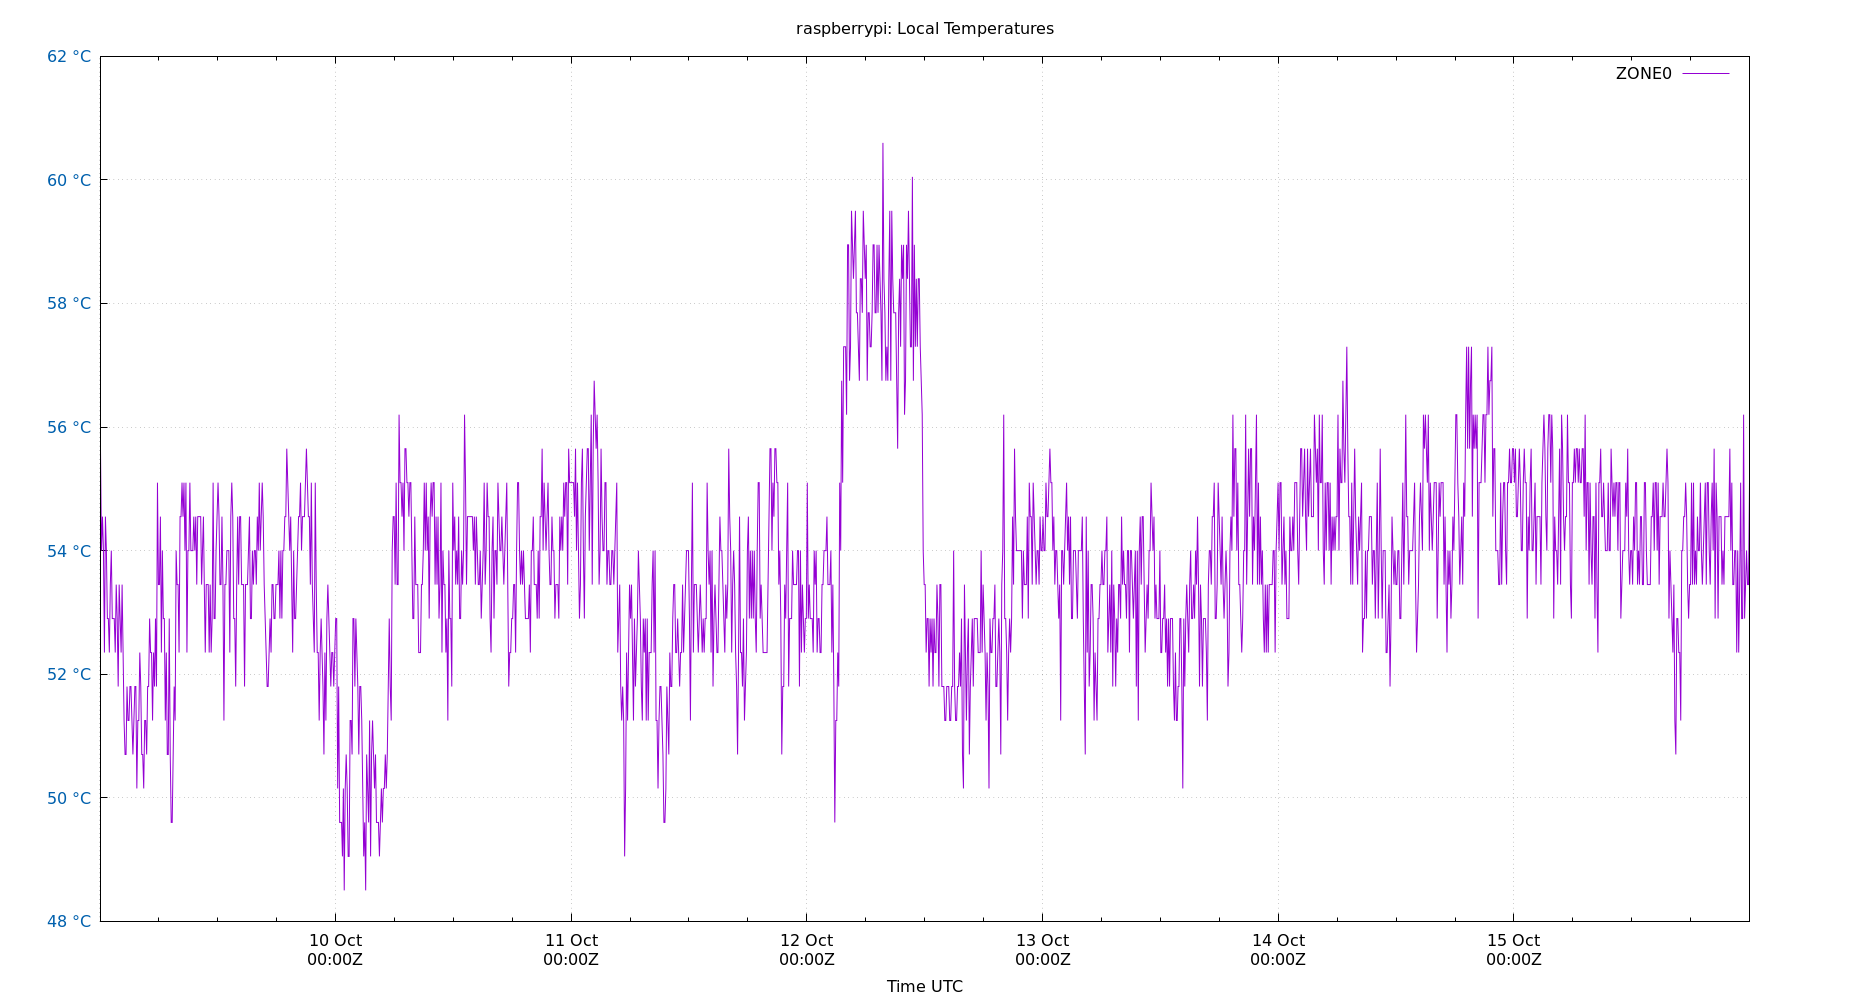 raspberrypi: Local Temperatures
62 °C
ZONE0
60 °C
58 °C
56 °C
54 °C
52 °C
50 °C
48 °C
10 Oct 11 Oct 12 Oct 13 Oct 14 Oct 15 Oct
00:00Z 00:00Z 00:00Z 00:00Z 00:00Z 00:00Z
Time UTC